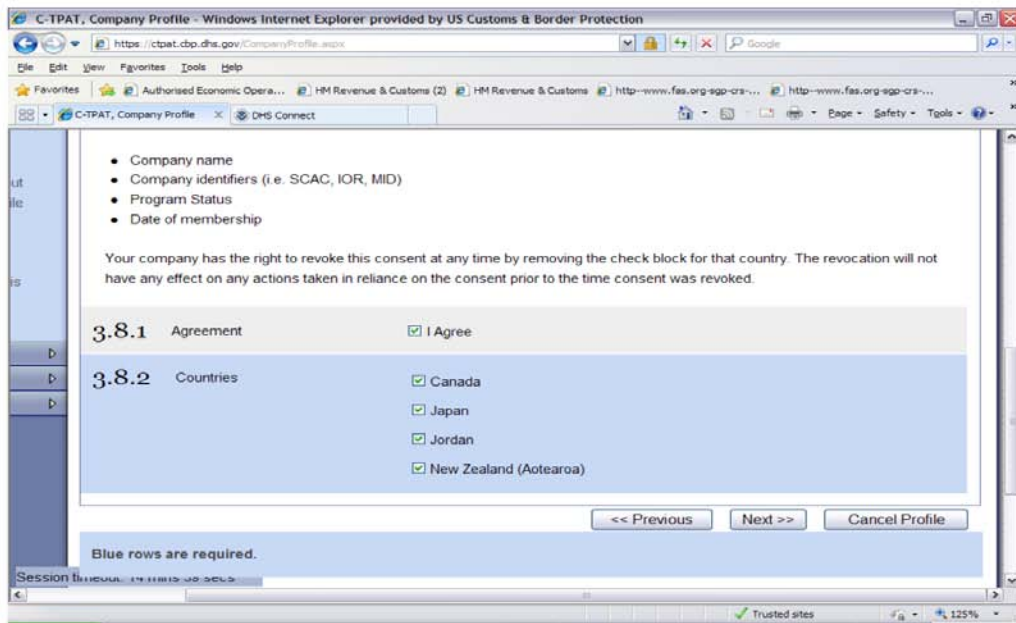 C-TPAT, Company Profile - Windows Internet Explorer provided by US Customs & Border Protection
https://ctpat.cbp.dhs.gov/CompanyProfile.aspx
Google
File Edit View Favorites Tools Help
Favorites Authorised Economic Opera... HM Revenue & Customs (2) HM Revenue & Customs http--www.fas.org-sgp-crs-... http--www.fas.org-sgp-crs-...
C-TPAT, Company Profile DHS Connect Page Safety Tools
• Company name
• Company identifiers (i.e. SCAC, IOR, MID)
• Program Status
• Date of membership
Your company has the right to revoke this consent at any time by removing the check block for that country. The revocation will not
have any effect on any actions taken in reliance on the consent prior to the time consent was revoked.
3.8.1 Agreement I Agree
3.8.2 Countries Canada
Japan
Jordan
New Zealand (Aotearoa)
<< Previous Next >> Cancel Profile
Blue rows are required.
Session timeout: 14 mins
Trusted sites 125%